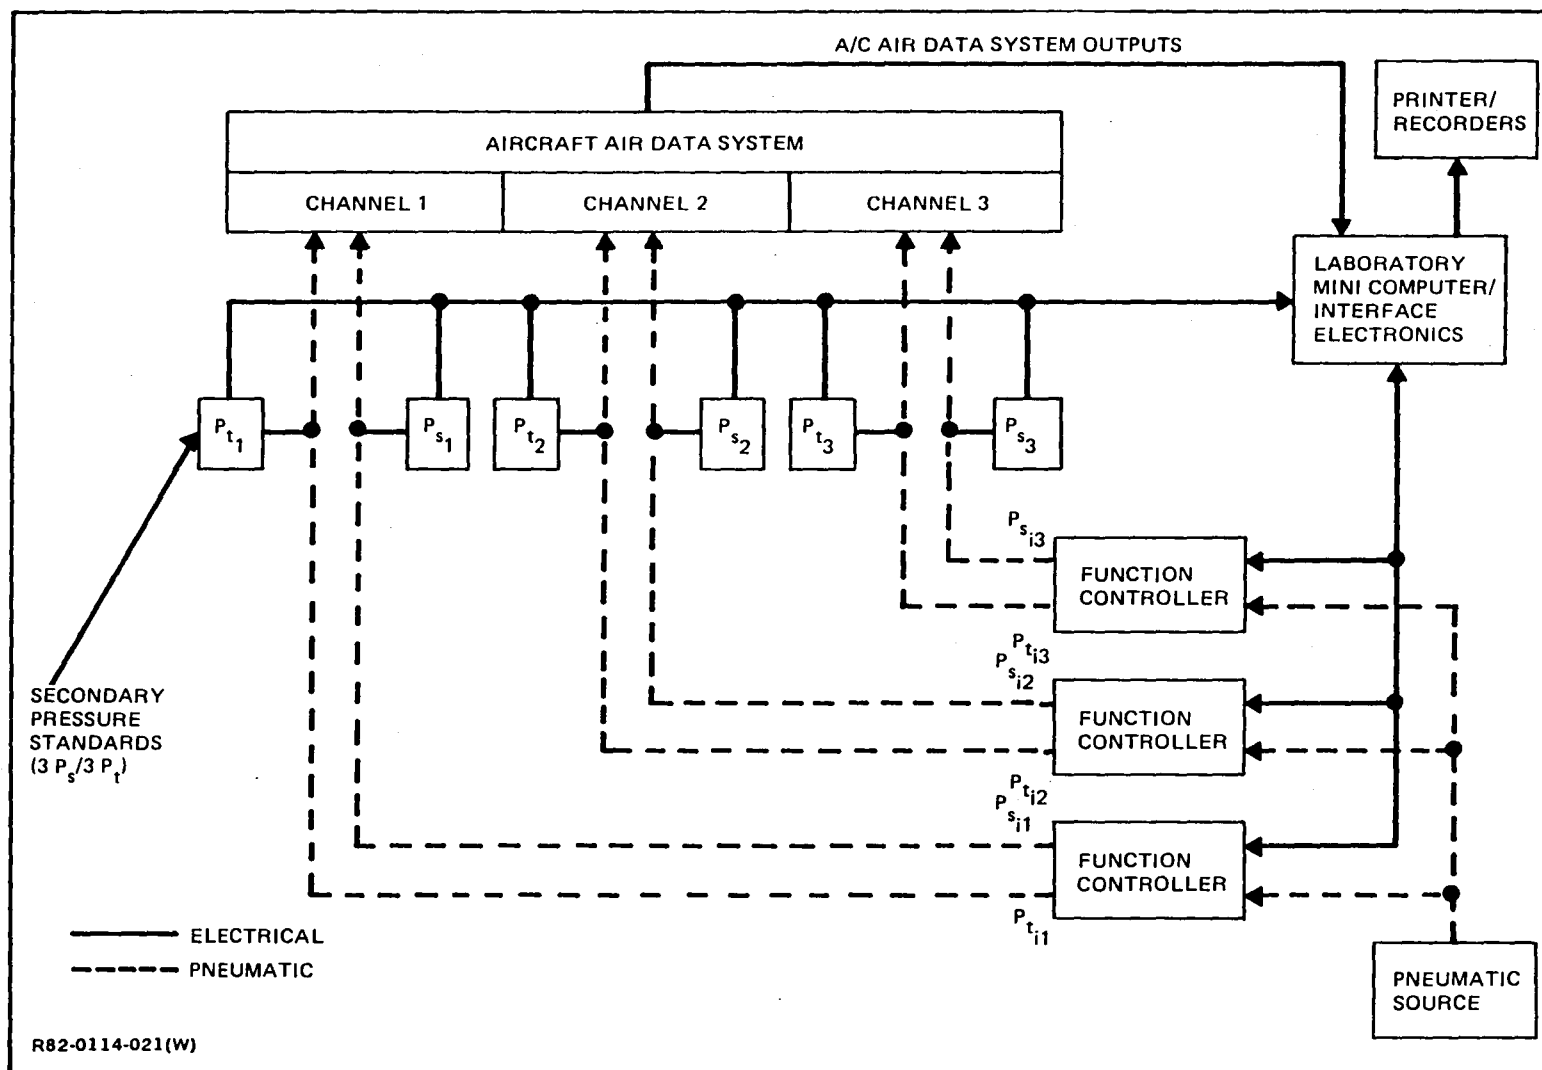 A/C AIR DATA SYSTEM OUTPUTS
PRINTER/
RECORDERS
AIRCRAFT AIR DATA SYSTEM
CHANNEL 1
CHANNEL 2
CHANNEL 3
LABORATORY
MINI COMPUTER/
INTERFACE
ELECTRONICS
Pt1
Ps1
Pt2
Ps2
Pt3
Ps3
Psi3
FUNCTION
CONTROLLER
Pti3
Psi2
FUNCTION
CONTROLLER
SECONDARY
PRESSURE
STANDARDS
(3 Ps/3 Pt)
Pti2
Psi1
FUNCTION
CONTROLLER
Pti1
ELECTRICAL
PNEUMATIC
PNEUMATIC
SOURCE
R82-0114-021(W)